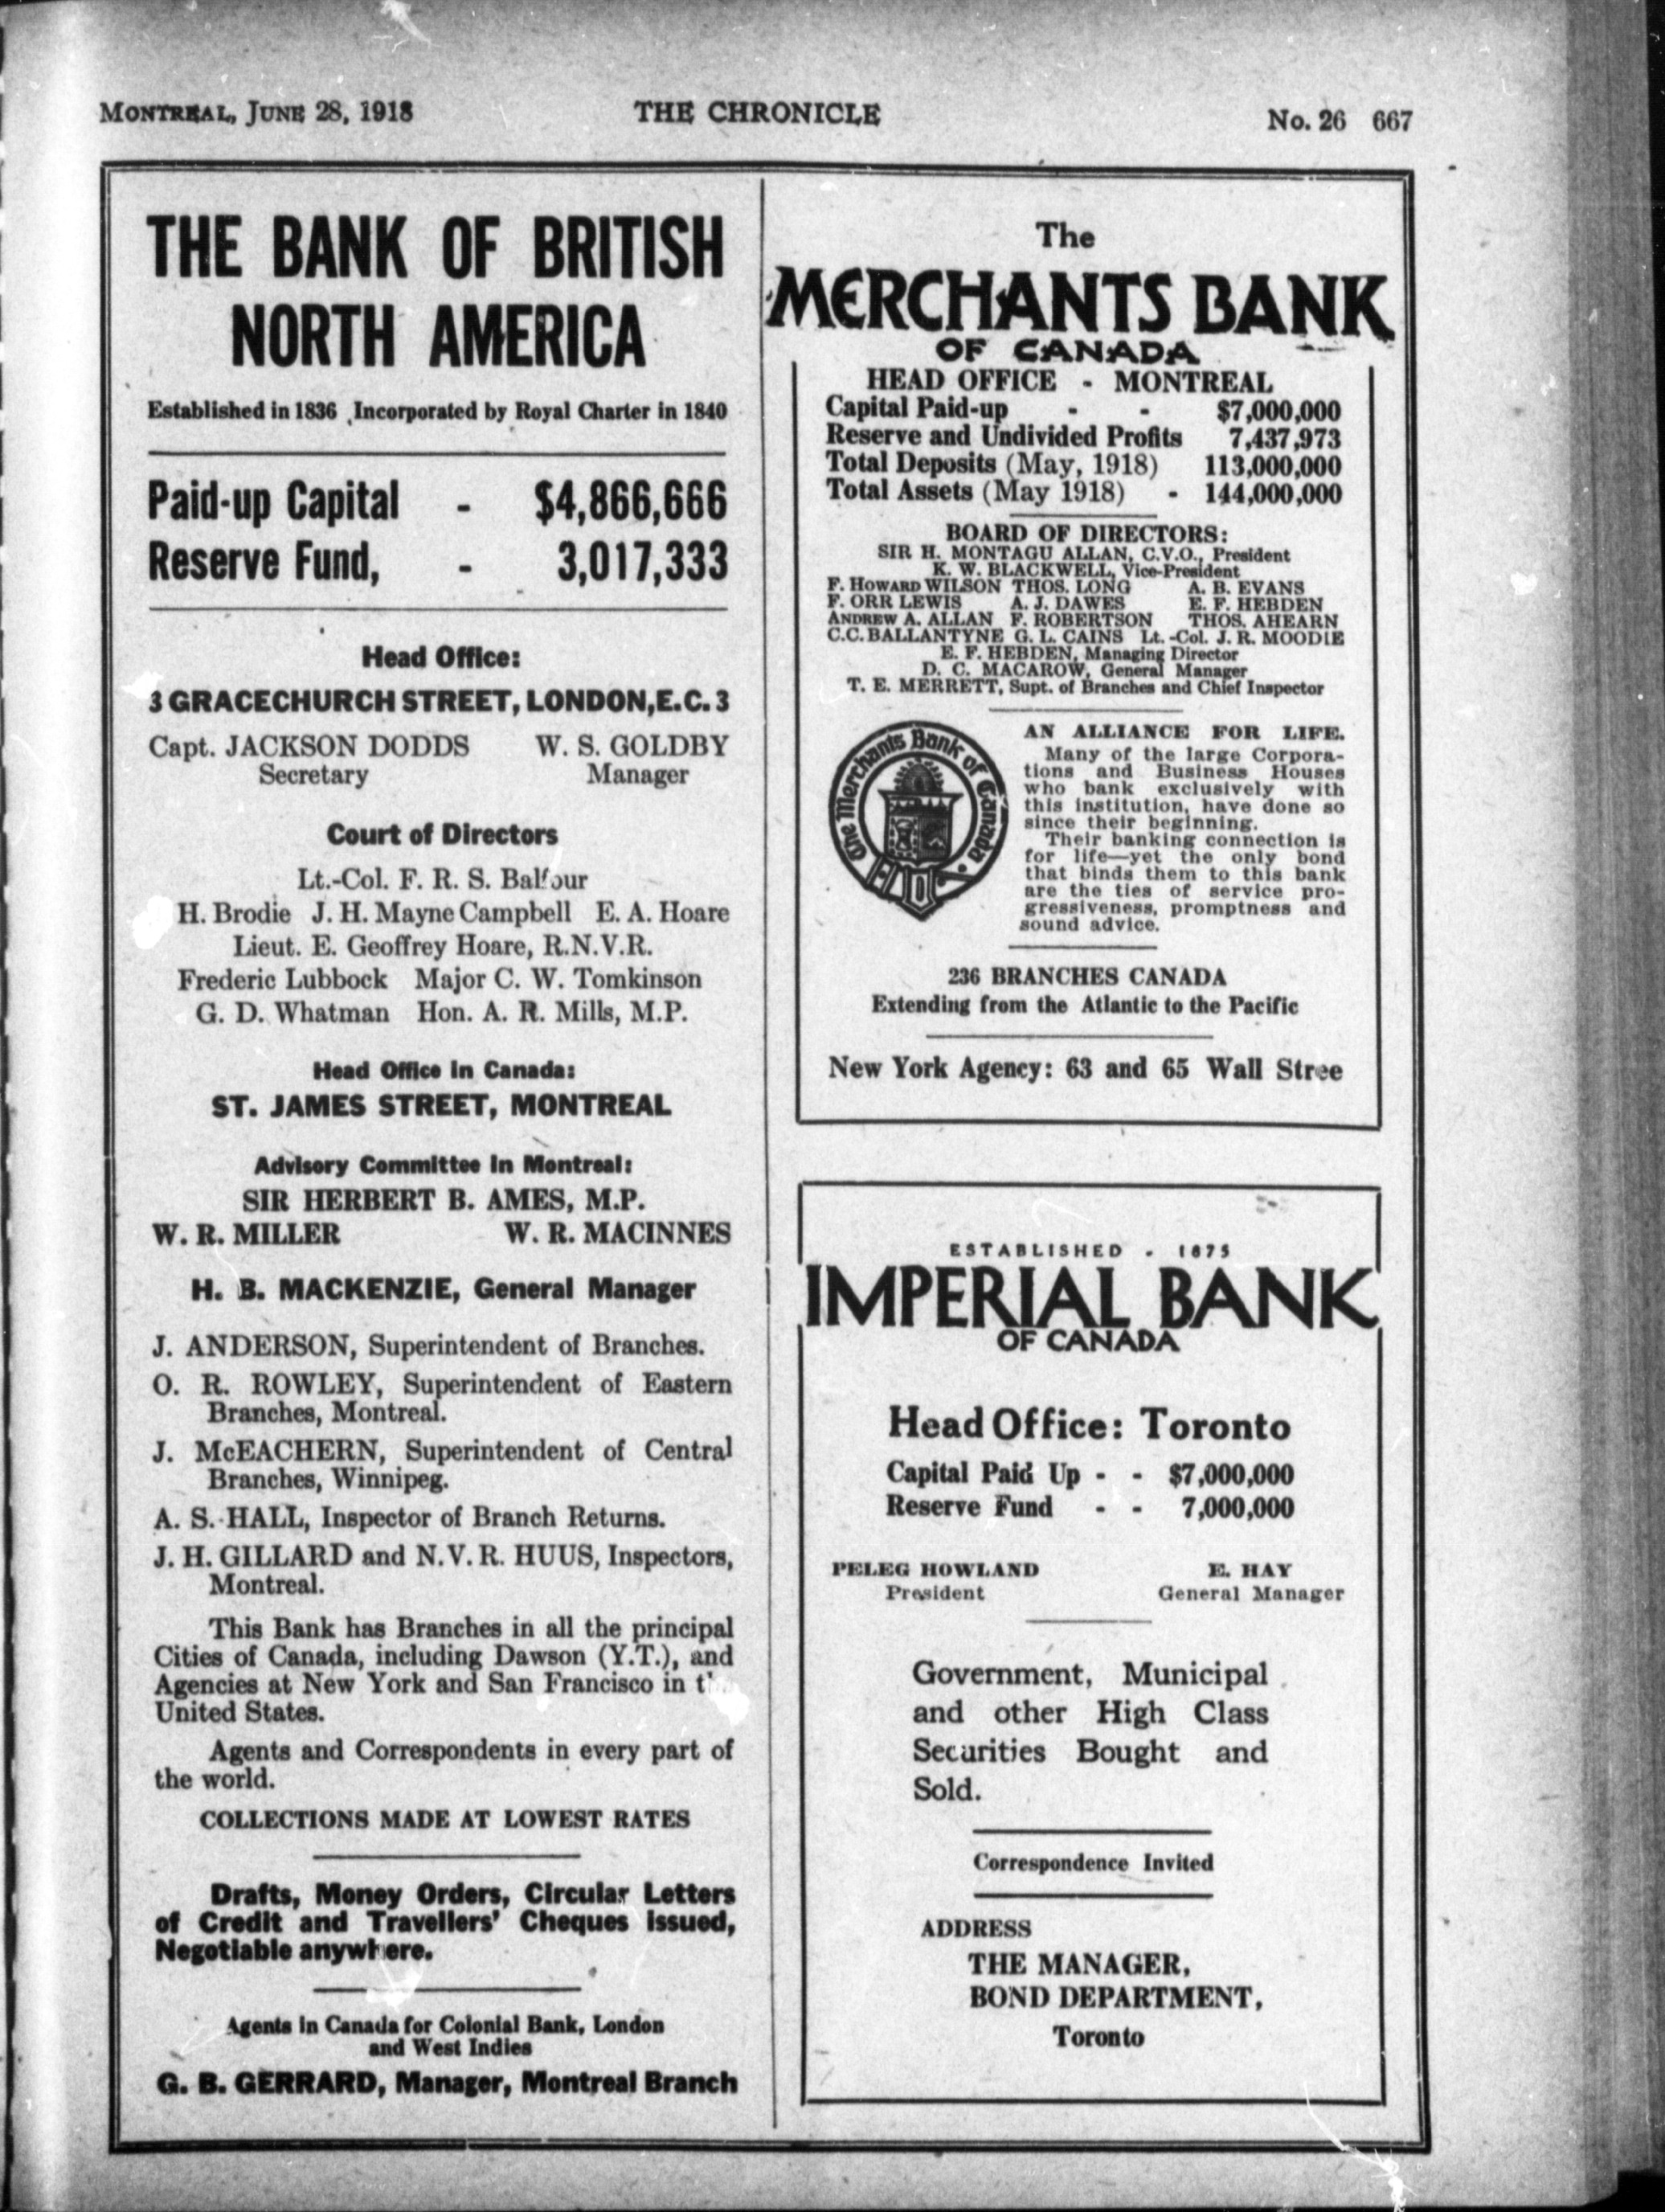 MONTREAL, JUNE 28, 1918 THE CHRONICLE No. 26 667
THE BANK OF BRITISH
NORTH AMERICA
Established in 1836 Incorporated by Royal Charter in 1840
Paid-up Capital - $4,866,666
Reserve Fund, - 3,017,333
Head Office:
3 GRACECHURCH STREET, LONDON, E.C. 3
Capt. JACKSON DODDS W. S. GOLDBY
Secretary Manager
Court of Directors
Lt.-Col. F. R. S. Balfour
H. Brodie J. H. Mayne Campbell E. A. Hoare
Lieut. E. Geoffrey Hoare, R.N.V.R.
Frederic Lubbock Major C. W. Tomkinson
G. D. Whatman Hon. A. R. Mills, M.P.
Head Office in Canada:
ST. JAMES STREET, MONTREAL
Advisory Committee in Montreal:
SIR HERBERT B. AMES, M.P.
W. R. MILLER W. R. MACINNES
H. B. MACKENZIE, General Manager
J. ANDERSON, Superintendent of Branches.
O. R. ROWLEY, Superintendent of Eastern
Branches, Montreal.
J. McEACHERN, Superintendent of Central
Branches, Winnipeg.
A. S. HALL, Inspector of Branch Returns.
J. H. GILLARD and N. V. R. HUUS, Inspectors,
Montreal.
This Bank has Branches in all the principal
Cities of Canada, including Dawson (Y.T.), and
Agencies at New York and San Francisco in
United States.
Agents and Correspondents in every part of
the world.
COLLECTIONS MADE AT LOWEST RATES
Drafts, Money Orders, Circular Letters
of Credit and Travellers' Cheques issued,
Negotiable anywhere.
Agents in Canada for Colonial Bank, London
and West Indies
G. B. GERRARD, Manager, Montreal Branch
The
MERCHANTS BANK
OF CANADA
HEAD OFFICE - MONTREAL
Capital Paid-up - - $7,000,000
Reserve and Undivided Profits 7,437,973
Total Deposits (May, 1918) 113,000,000
Total Assets (May 1918) - 144,000,000
BOARD OF DIRECTORS:
SIR H. MONTAGU ALLAN, C.V.O., President
K. W. BLACKWELL, Vice-President
F. HOWARD WILSON THOS. LONG A. B. EVANS
F. ORR LEWIS A. J. DAWES E. F. HEBDEN
ANDREW A. ALLAN F. ROBERTSON THOS. AHEARN
C.C. BALLANTYNE G. L. CAINS Lt.-Col. J. R. MOODIE
E. F. HEBDEN, Managing Director
D. C. MACAROW, General Manager
T. E. MERRETT, Supt. of Branches and Chief Inspector
The Merchants Bank of Canada
AN ALLIANCE FOR LIFE.
Many of the large Corpora-
tions and Business Houses
who bank exclusively with
this institution, have done so
since their beginning.
Their banking connection is
for life—yet the only bond
that binds them to this bank
are the ties of service pro-
gressiveness, promptness and
sound advice.
236 BRANCHES CANADA
Extending from the Atlantic to the Pacific
New York Agency: 63 and 65 Wall Stree
ESTABLISHED - 1875
IMPERIAL BANK
OF CANADA
Head Office: Toronto
Capital Paid Up - - $7,000,000
Reserve Fund - - 7,000,000
PELEG HOWLAND E. HAY
President General Manager
Government, Municipal
and other High Class
Securities Bought and
Sold.
Correspondence Invited
ADDRESS
THE MANAGER,
BOND DEPARTMENT,
Toronto